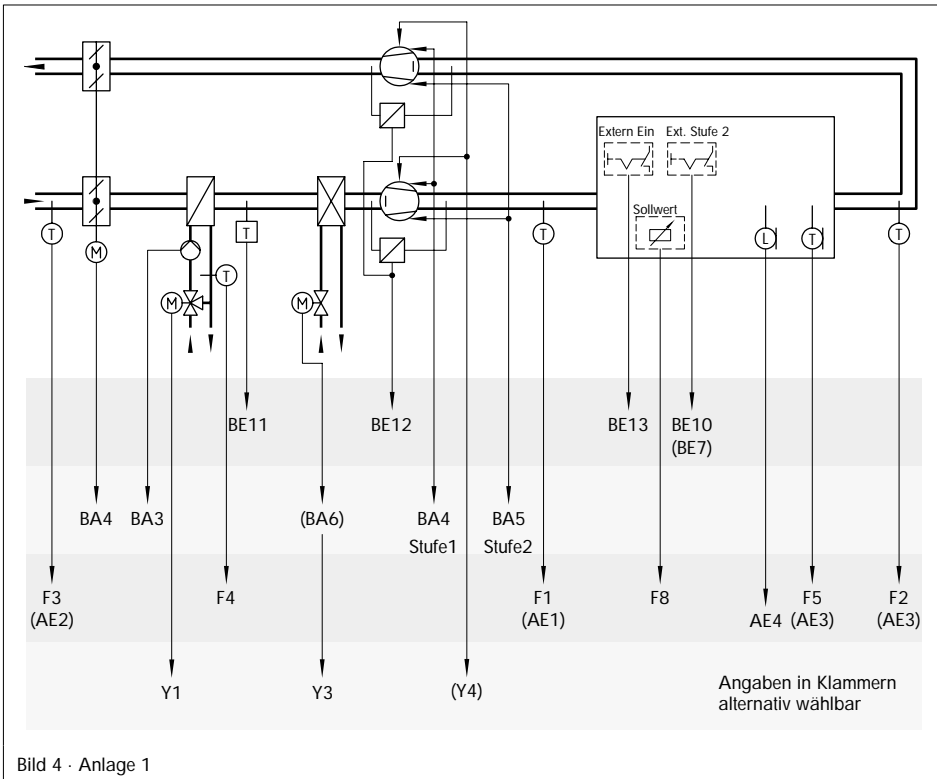 Extern Ein
Ext. Stufe 2
Sollwert
T
M
T
T
M
M
T
L
T
T
BE11
BE12
BE13
BE10
(BE7)
BA4
BA3
(BA6)
BA4
Stufe1
BA5
Stufe2
F3
(AE2)
F4
F1
(AE1)
F8
AE4
F5
(AE3)
F2
(AE3)
Y1
Y3
(Y4)
Angaben in Klammern
alternativ wählbar
Bild 4 · Anlage 1